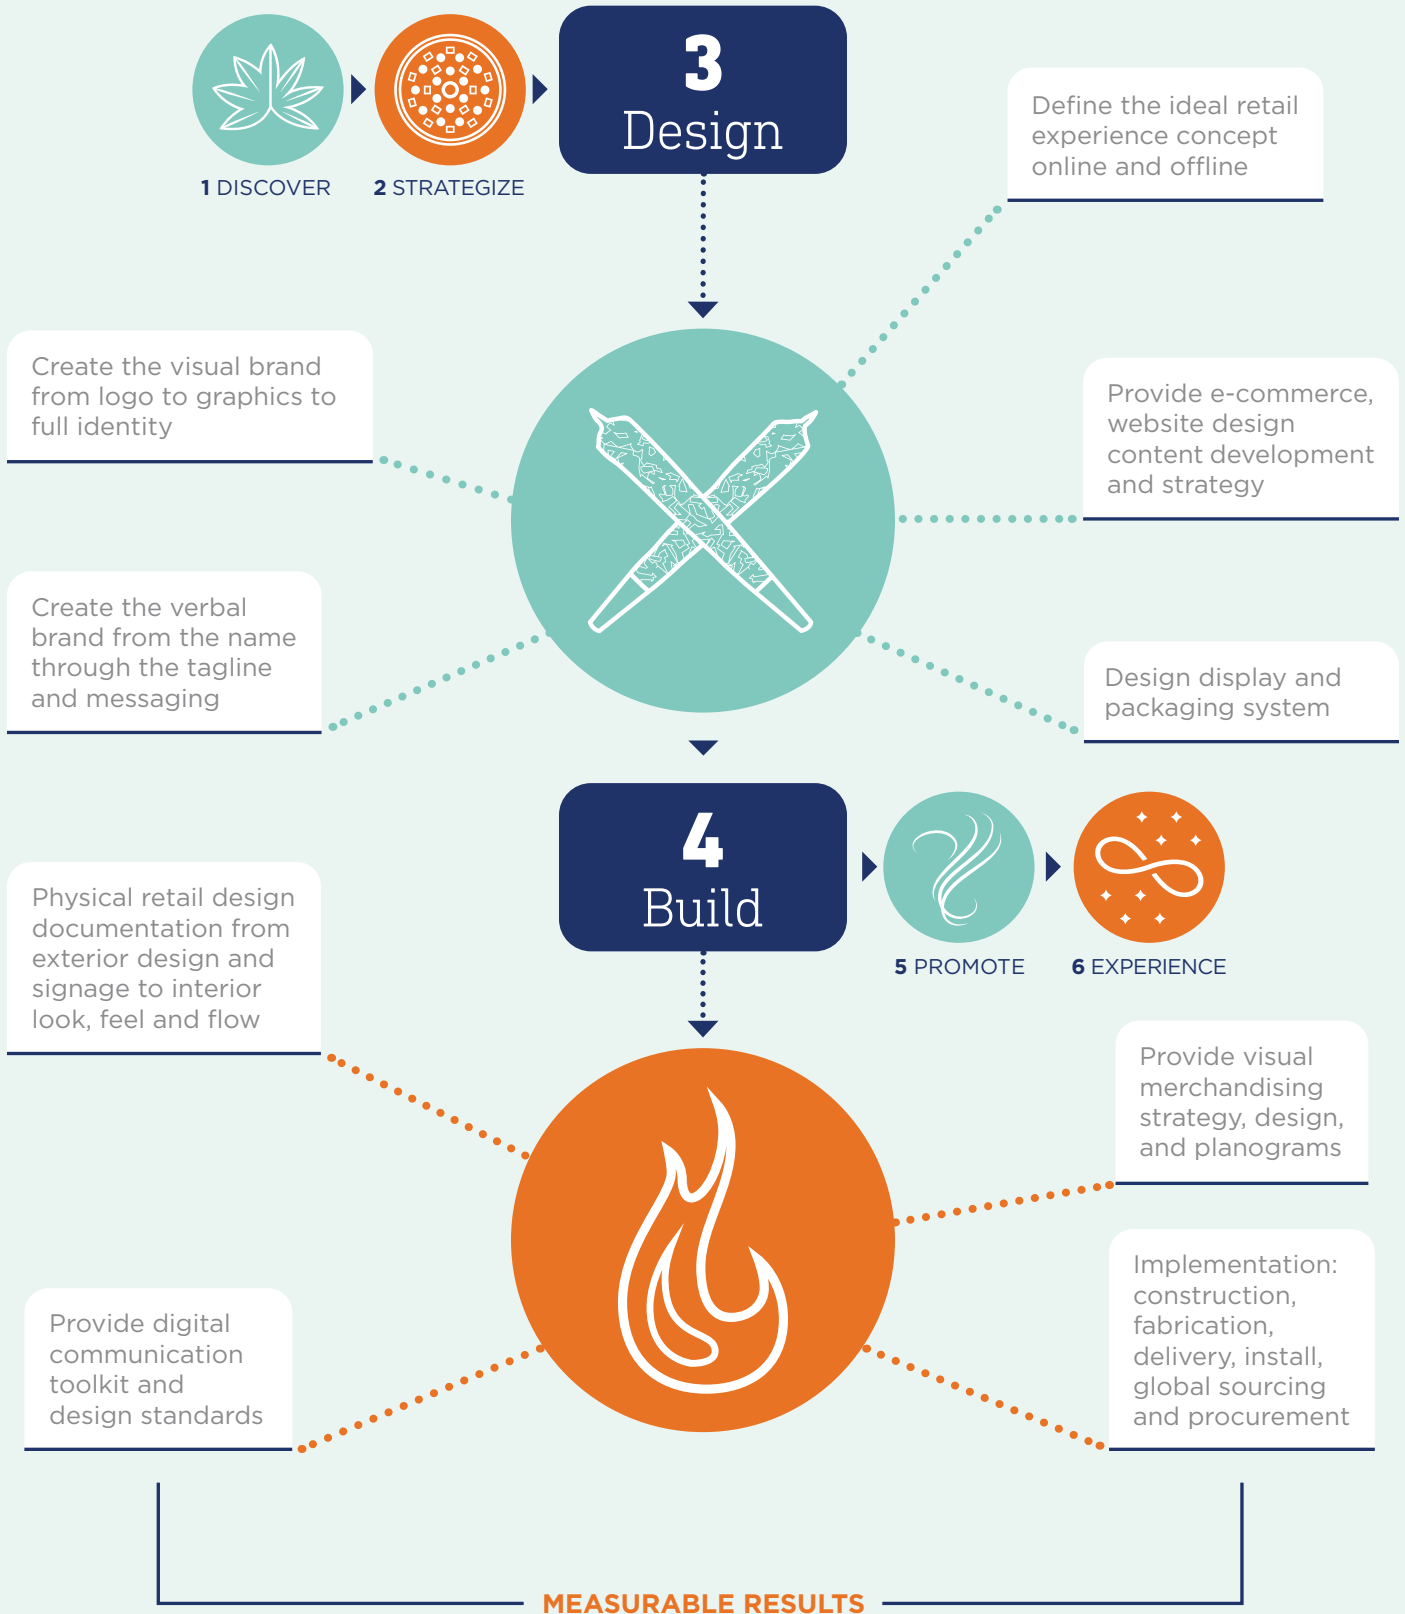 3
Design
1 DISCOVER
2 STRATEGIZE
Define the ideal retail
experience concept
online and offline
Create the visual brand
from logo to graphics to
full identity
Provide e-commerce,
website design
content development
and strategy
Create the verbal
brand from the name
through the tagline
and messaging
Design display and
packaging system
4
Build
5 PROMOTE
6 EXPERIENCE
Physical retail design
documentation from
exterior design and
signage to interior
look, feel and flow
Provide visual
merchandising
strategy, design,
and planograms
Provide digital
communication
toolkit and
design standards
Implementation:
construction,
fabrication,
delivery, install,
global sourcing
and procurement
MEASURABLE RESULTS